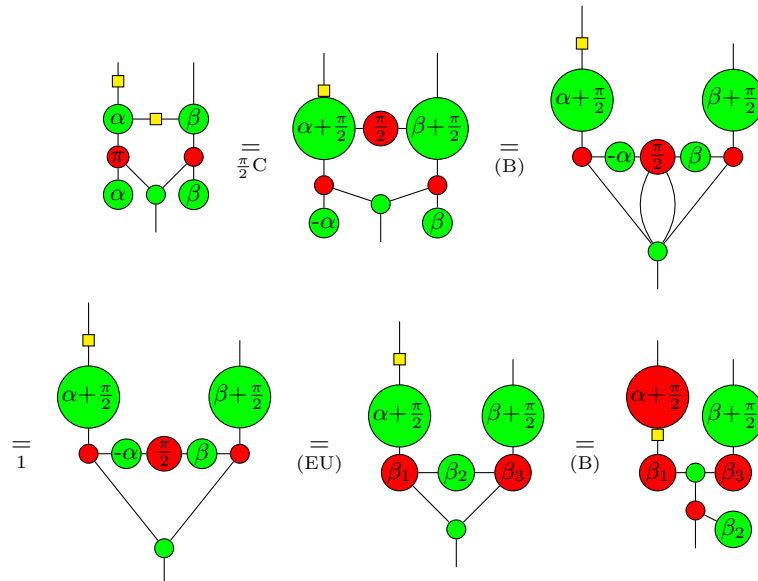 α β
π
α β
=
π/2 C
α+π/2 π/2 β+π/2
-α β
=
(B)
α+π/2 β+π/2
-α π/2 β
=
1
α+π/2 β+π/2
-α π/2 β
=
(EU)
α+π/2 β+π/2
β₁ β₂ β₃
=
(B)
α+π/2 β+π/2
β₁ β₃
β₂